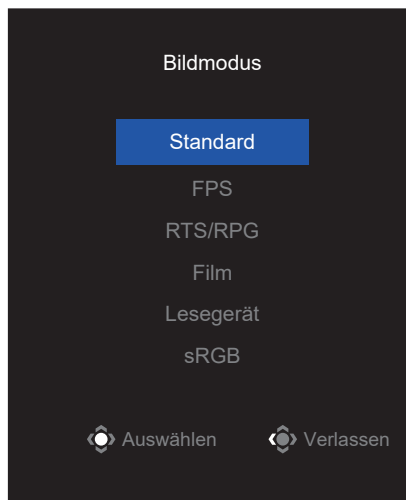 Bildmodus
Standard
FPS
RTS/RPG
Film
Lesegerät
sRGB
Auswählen Verlassen